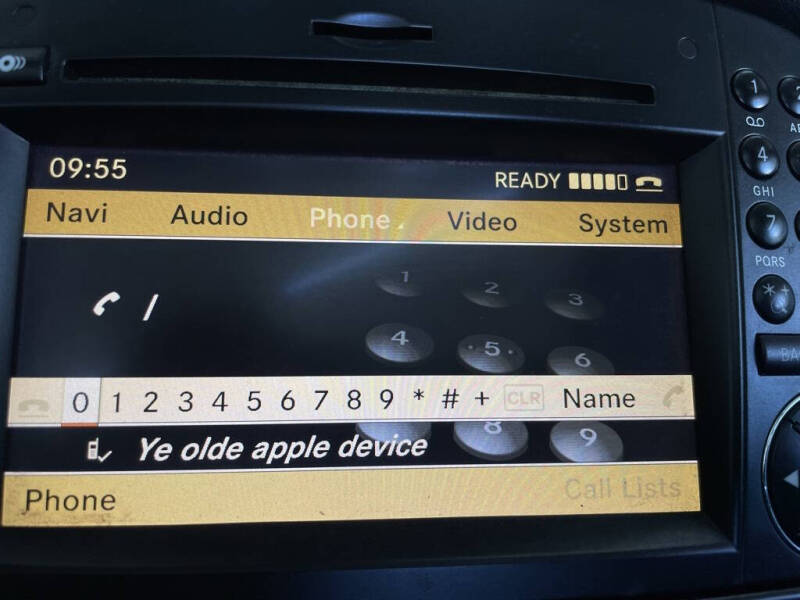 09:55
READY
Navi Audio Phone Video System
/
1 2 3
4 5 6
0 1 2 3 4 5 6 7 8 9 * # + CLR Name
8 9
Ye olde apple device
Phone Call Lists
1
4
GHI
7
PQRS
* +
BA